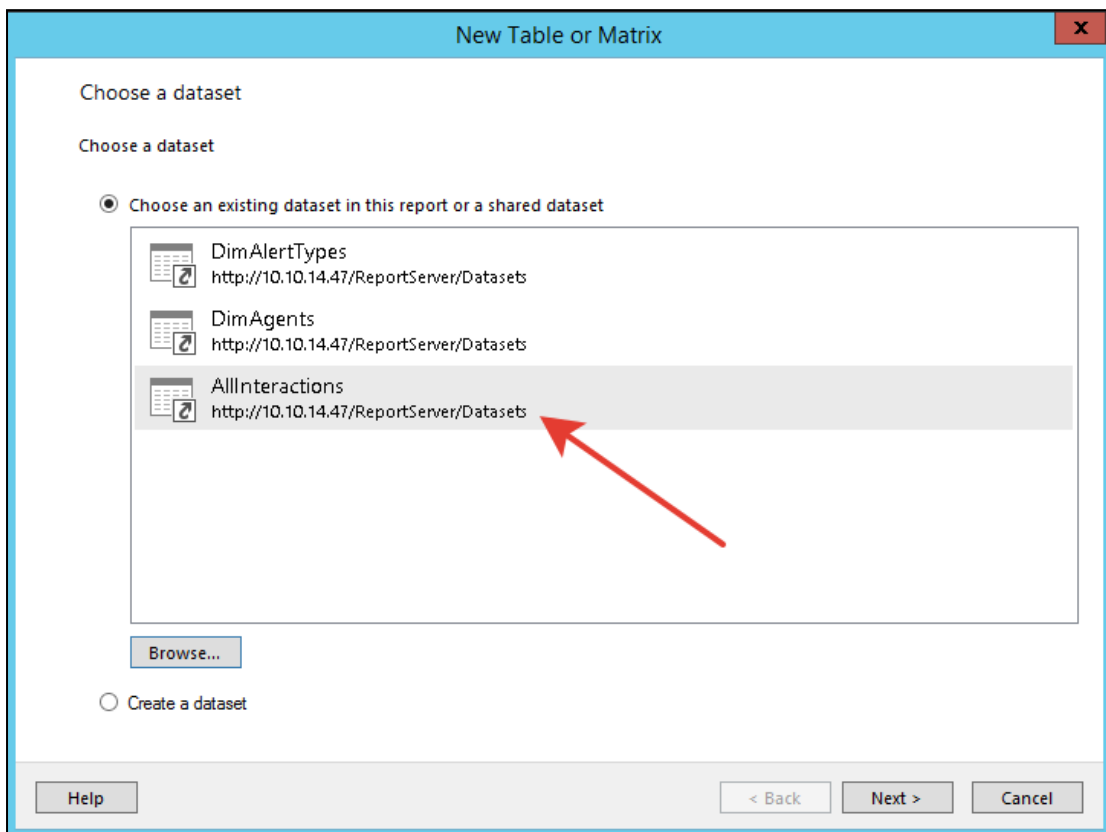 New Table or Matrix
x
Choose a dataset
Choose a dataset
Choose an existing dataset in this report or a shared dataset
DimAlertTypes
http://10.10.14.47/ReportServer/Datasets
DimAgents
http://10.10.14.47/ReportServer/Datasets
AllInteractions
http://10.10.14.47/ReportServer/Datasets
Browse...
Create a dataset
Help
< Back
Next >
Cancel